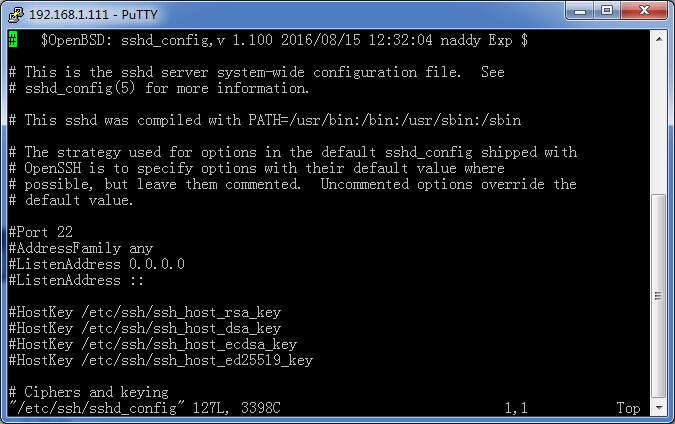 192.168.1.111 - PuTTY
#    $OpenBSD: sshd_config,v 1.100 2016/08/15 12:32:04 naddy Exp $
# This is the sshd server system-wide configuration file.  See
# sshd_config(5) for more information.
# This sshd was compiled with PATH=/usr/bin:/bin:/usr/sbin:/sbin
# The strategy used for options in the default sshd_config shipped with
# OpenSSH is to specify options with their default value where
# possible, but leave them commented.  Uncommented options override the
# default value.
#Port 22
#AddressFamily any
#ListenAddress 0.0.0.0
#ListenAddress ::
#HostKey /etc/ssh/ssh_host_rsa_key
#HostKey /etc/ssh/ssh_host_dsa_key
#HostKey /etc/ssh/ssh_host_ecdsa_key
#HostKey /etc/ssh/ssh_host_ed25519_key
# Ciphers and keying
"/etc/ssh/sshd_config" 127L, 3398C 1,1 Top